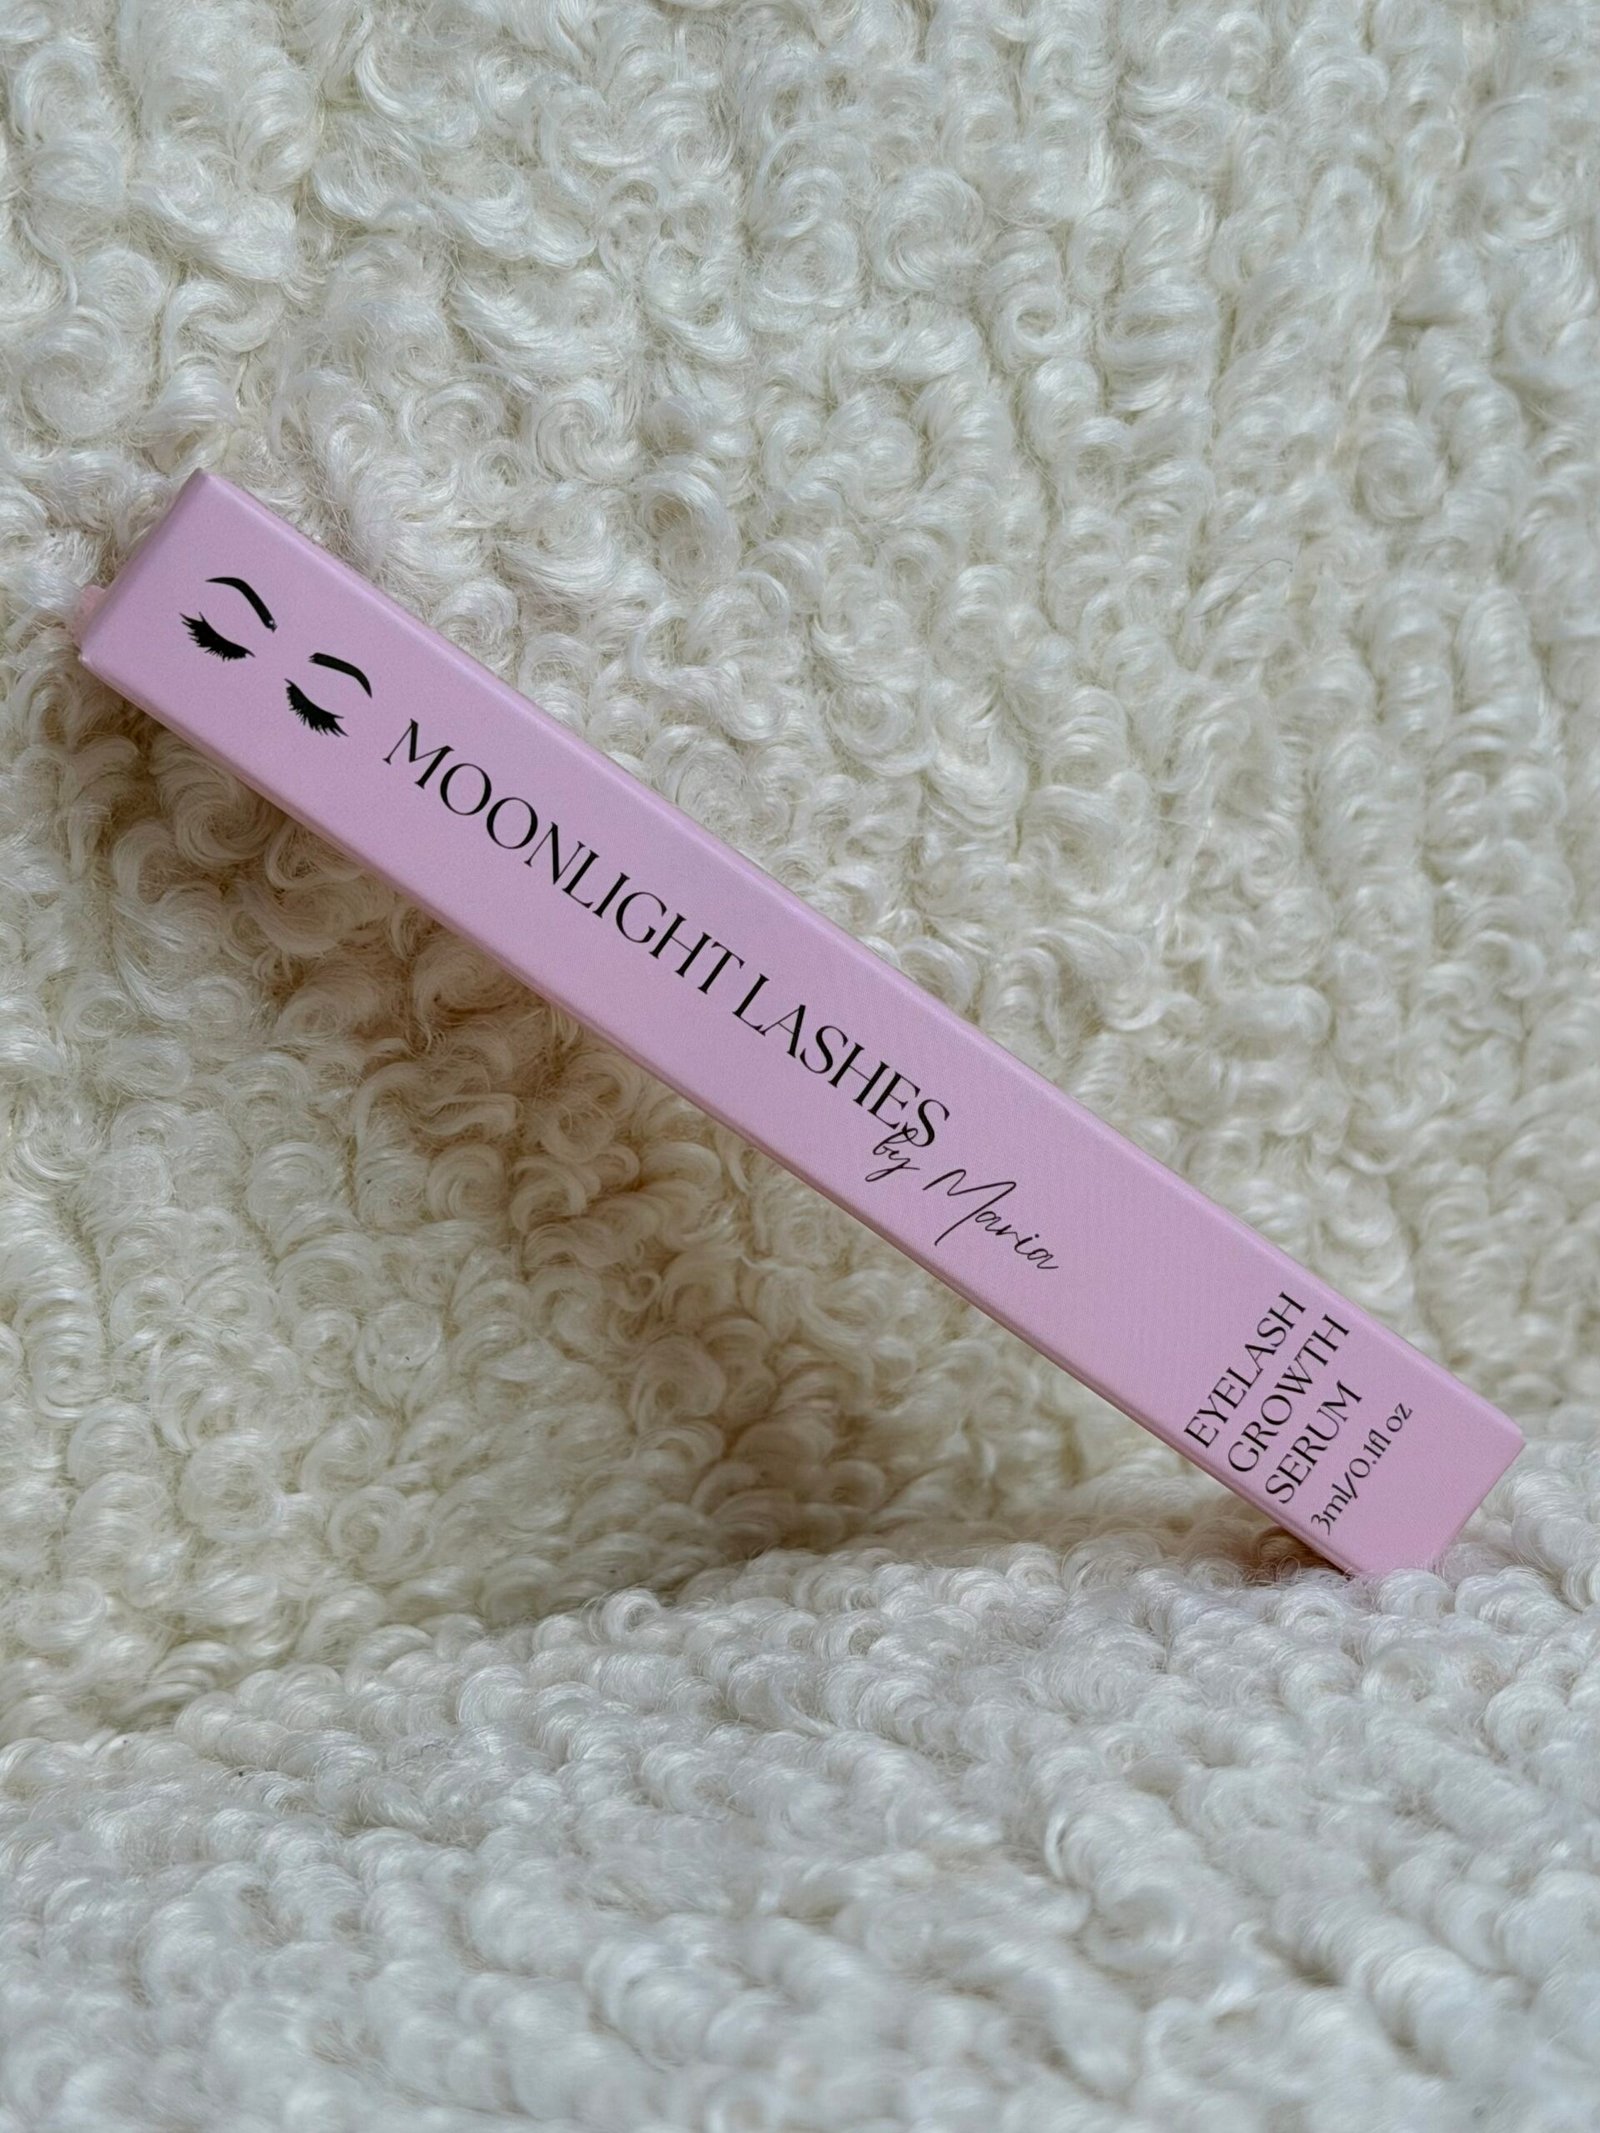 MOONLIGHT LASHES
by Maria
EYELASH
GROWTH
SERUM
3ml/0.1fl oz